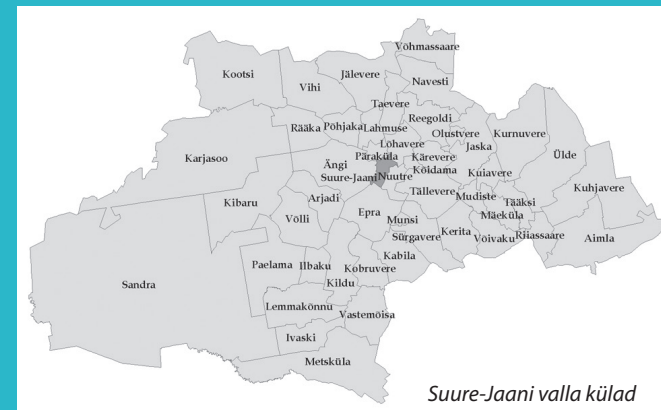 Võhmassaare
Kootsi
Jälevere
Vihi
Navesti
Taevere
Reegoldi
Rääka
Põhjaka
Lahmuse
Olustvere
Kurnuvere
Lõhavere
Jaska
Karjasoo
Päraküla
Kärevere
Ülde
Ängi
Kõidama
Suure-Jaani
Nuutre
Kuiavere
Kuhjavere
Tällevere
Mudiste
Arjadi
Tääksi
Kibaru
Epra
Munsi
Mäeküla
Võlli
Sürgavere
Kerita
Võivaku
Riiassaare
Aimla
Kabila
Paelama
Ilbaku
Kobruvere
Sandra
Kildu
Lemmakõnnu
Vastemõisa
Ivaski
Metsküla
Suure-Jaani valla külad